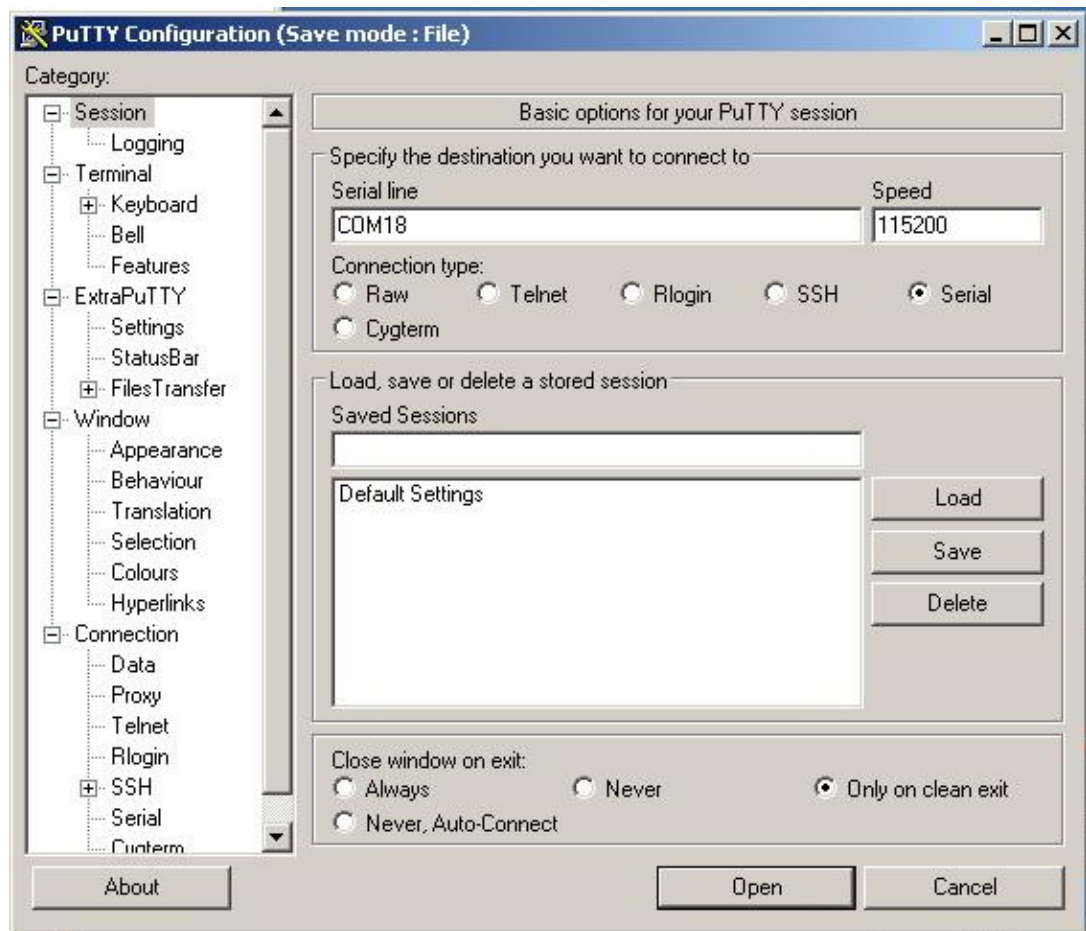 PuTTY Configuration (Save mode : File)
Category:
Session
Logging
Terminal
Keyboard
Bell
Features
ExtraPuTTY
Settings
StatusBar
FilesTransfer
Window
Appearance
Behaviour
Translation
Selection
Colours
Hyperlinks
Connection
Data
Proxy
Telnet
Rlogin
SSH
Serial
Cygterm
About
Basic options for your PuTTY session
Specify the destination you want to connect to
Serial line Speed
COM18 115200
Connection type:
Raw Telnet Rlogin SSH Serial
Cygterm
Load, save or delete a stored session
Saved Sessions
Default Settings
Load
Save
Delete
Close window on exit:
Always Never Only on clean exit
Never, Auto-Connect
Open Cancel